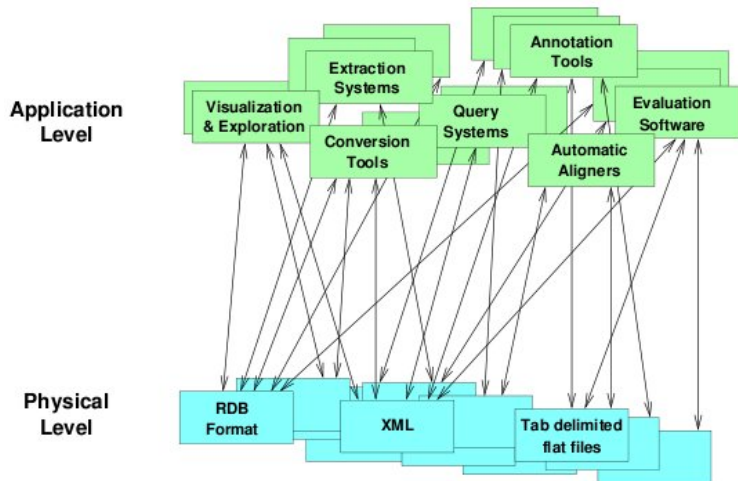 Annotation
Tools
Extraction
Systems
Application
Level
Visualization
& Exploration
Query
Systems
Evaluation
Software
Conversion
Tools
Automatic
Aligners
Physical
Level
RDB
Format
XML
Tab delimited
flat files